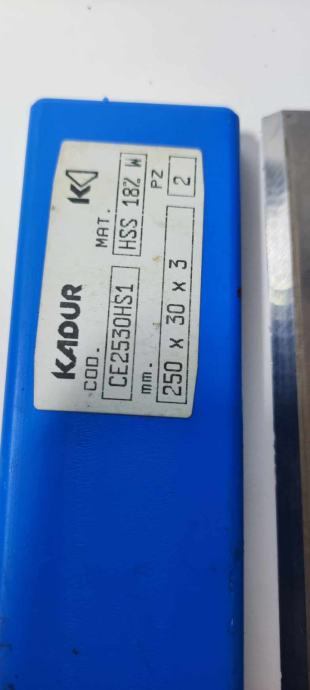 KADUR
COD. MAT.
CE2530HS1 HSS 18% W
mm. PZ
250 x 30 x 3 2